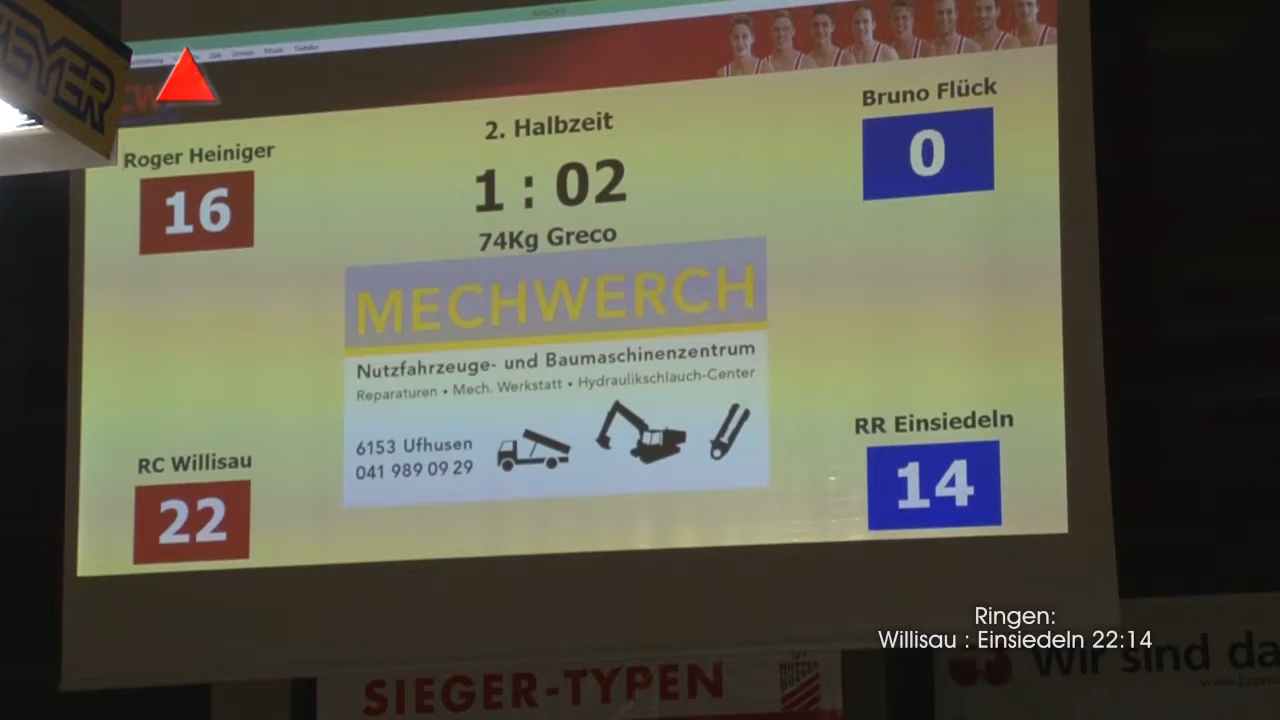 EYER
Roger Heiniger
16
2. Halbzeit
1 : 02
74Kg Greco
Bruno Flück
0
MECHWERCH
Nutzfahrzeuge- und Baumaschinenzentrum
Reparaturen • Mech. Werkstatt • Hydraulikschlauch-Center
6153 Ufhusen
041 989 09 29
RC Willisau
22
RR Einsiedeln
14
Ringen:
Willisau : Einsiedeln 22:14
SIEGER-TYPEN
Wir sind da